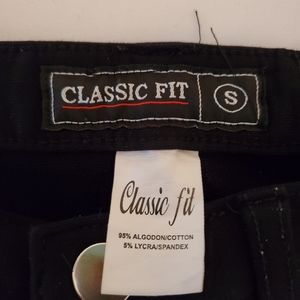 CLASSIC FIT S
Classic fit
95% ALGODON/COTTON
5% LYCRA/SPANDEX